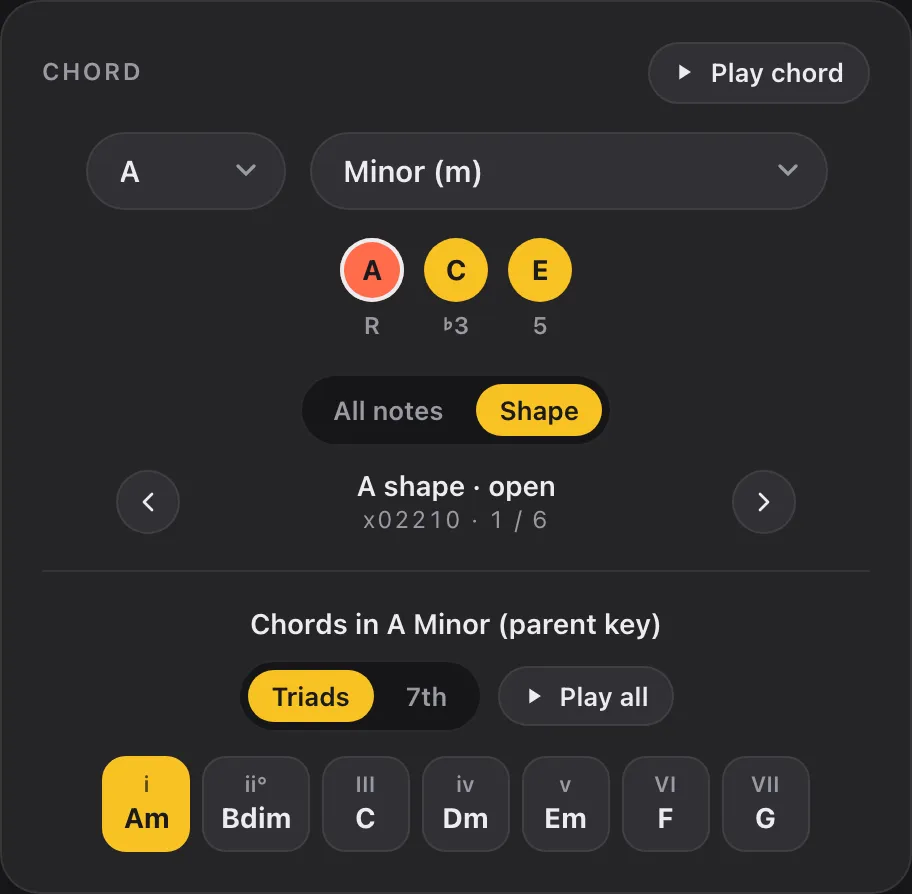 CHORD
Play chord
A
Minor (m)
A C E
R ♭3 5
All notes Shape
A shape · open
x02210 · 1 / 6
Chords in A Minor (parent key)
Triads 7th Play all
i ii° III iv v VI VII
Am Bdim C Dm Em F G